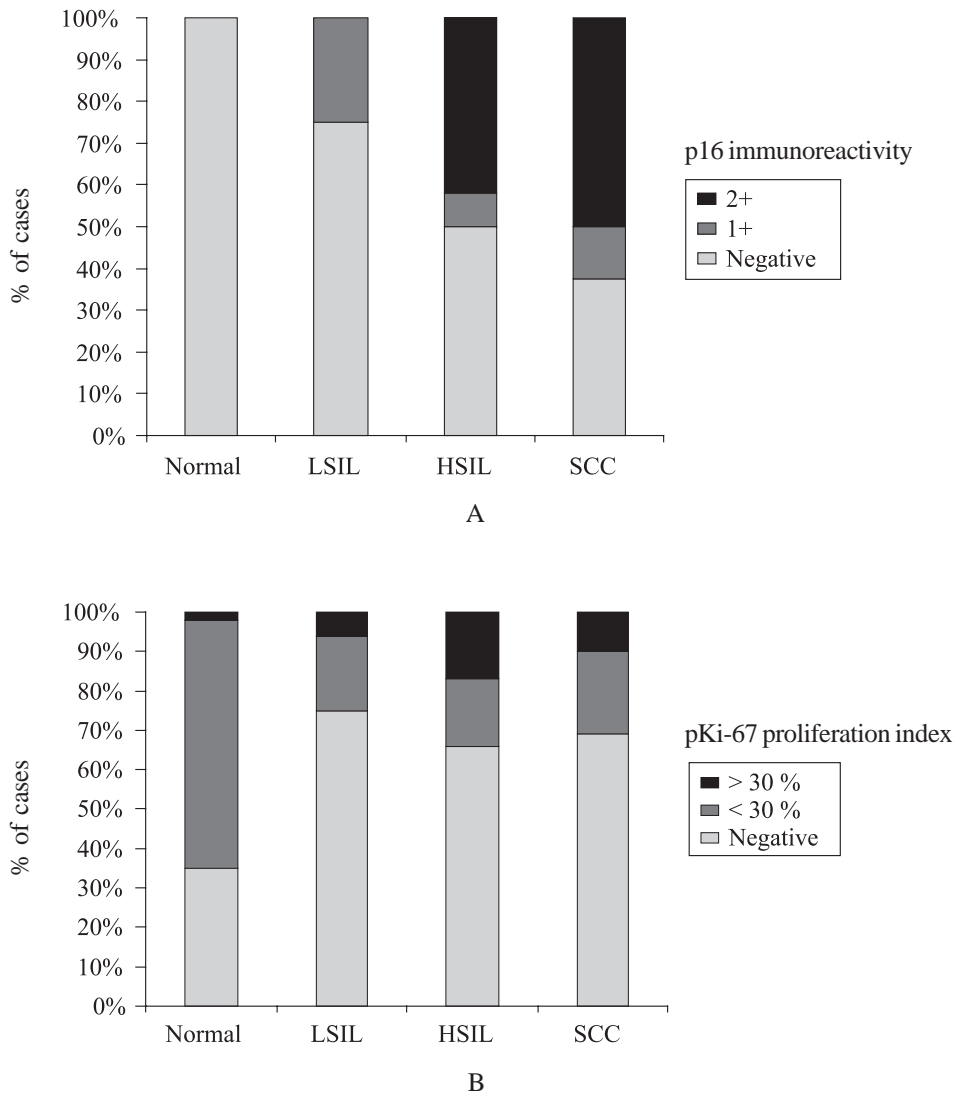 100%
90%
80%
70%
60%
50%
40%
30%
20%
10%
0%
% of cases
Normal LSIL HSIL SCC
p16 immunoreactivity
2+
1+
Negative
A
100%
90%
80%
70%
60%
50%
40%
30%
20%
10%
0%
% of cases
Normal LSIL HSIL SCC
pKi-67 proliferation index
> 30 %
< 30 %
Negative
B